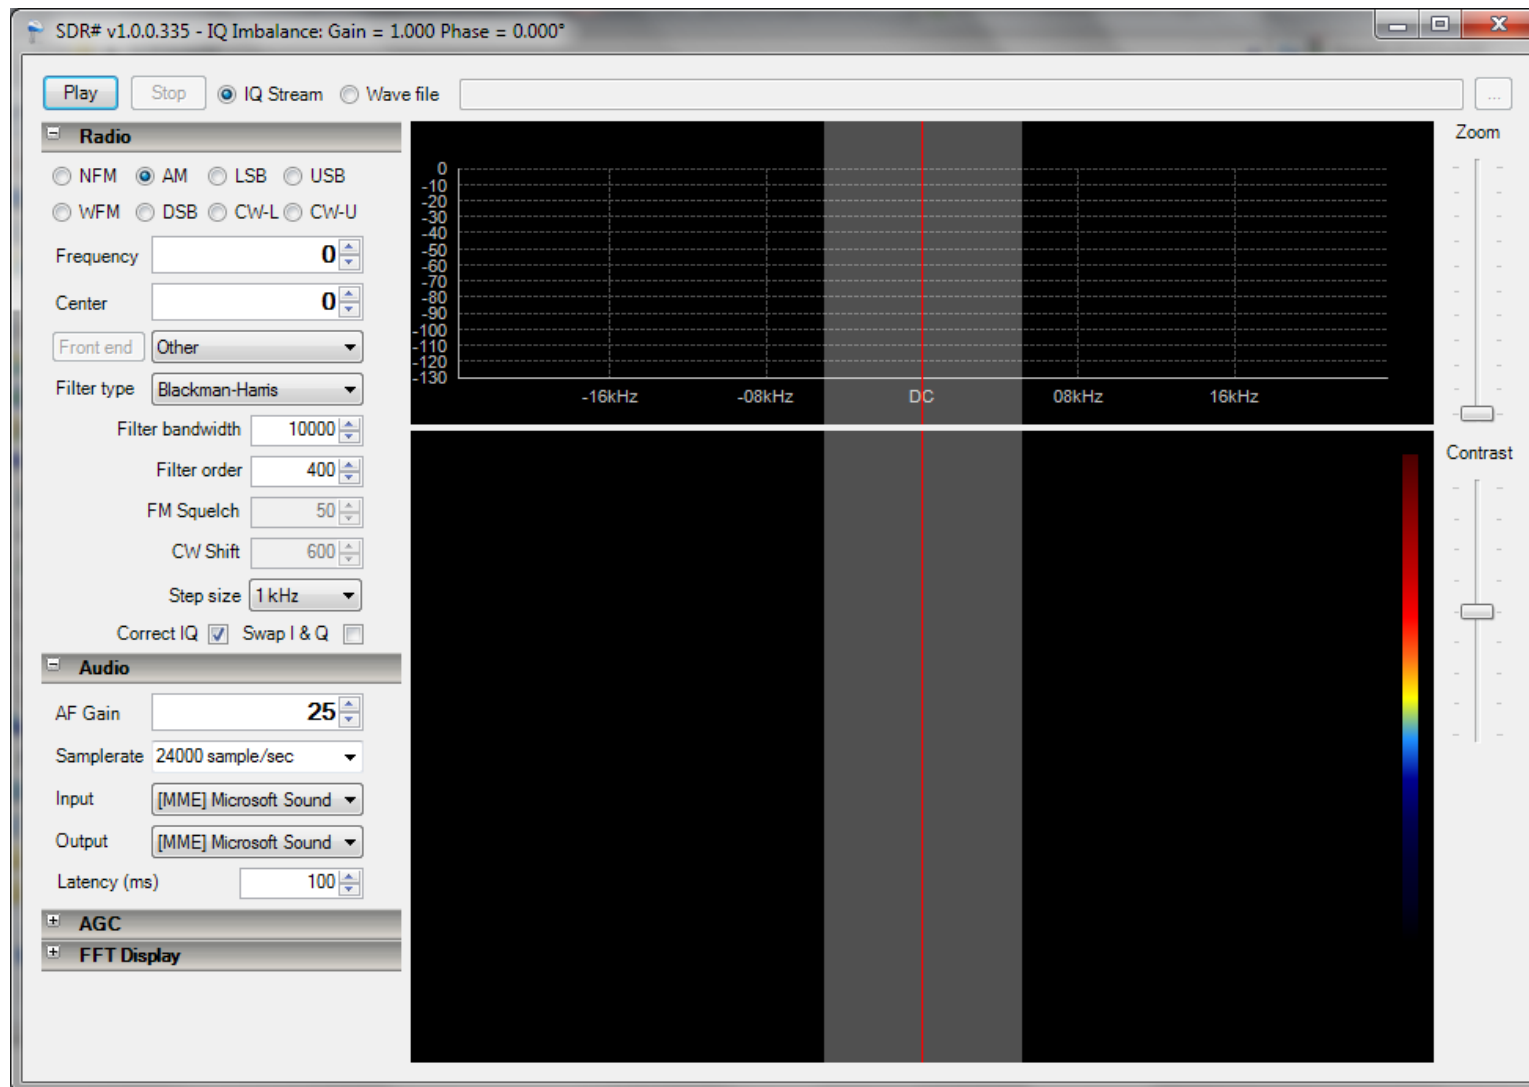 SDR# v1.0.0.335 - IQ Imbalance: Gain = 1.000 Phase = 0.000°
Play Stop IQ Stream Wave file ...
Radio
NFM AM LSB USB
WFM DSB CW-L CW-U
Frequency 0
Center 0
Front end Other
Filter type Blackman-Harris
Filter bandwidth 10000
Filter order 400
FM Squelch 50
CW Shift 600
Step size 1 kHz
Correct IQ Swap I & Q
Audio
AF Gain 25
Samplerate 24000 sample/sec
Input [MME] Microsoft Sound
Output [MME] Microsoft Sound
Latency (ms) 100
AGC
FFT Display
0
-10
-20
-30
-40
-50
-60
-70
-80
-90
-100
-110
-120
-130
-16kHz -08kHz DC 08kHz 16kHz
Zoom
Contrast